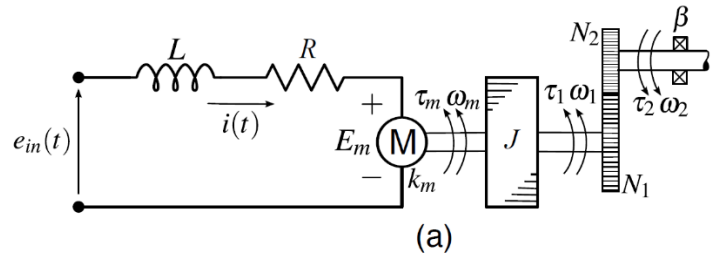 L R N₂ β
+ τₘ ωₘ τ₁ ω₁ τ₂ ω₂
i(t)
eᵢₙ(t) Eₘ M J
− kₘ N₁
(a)